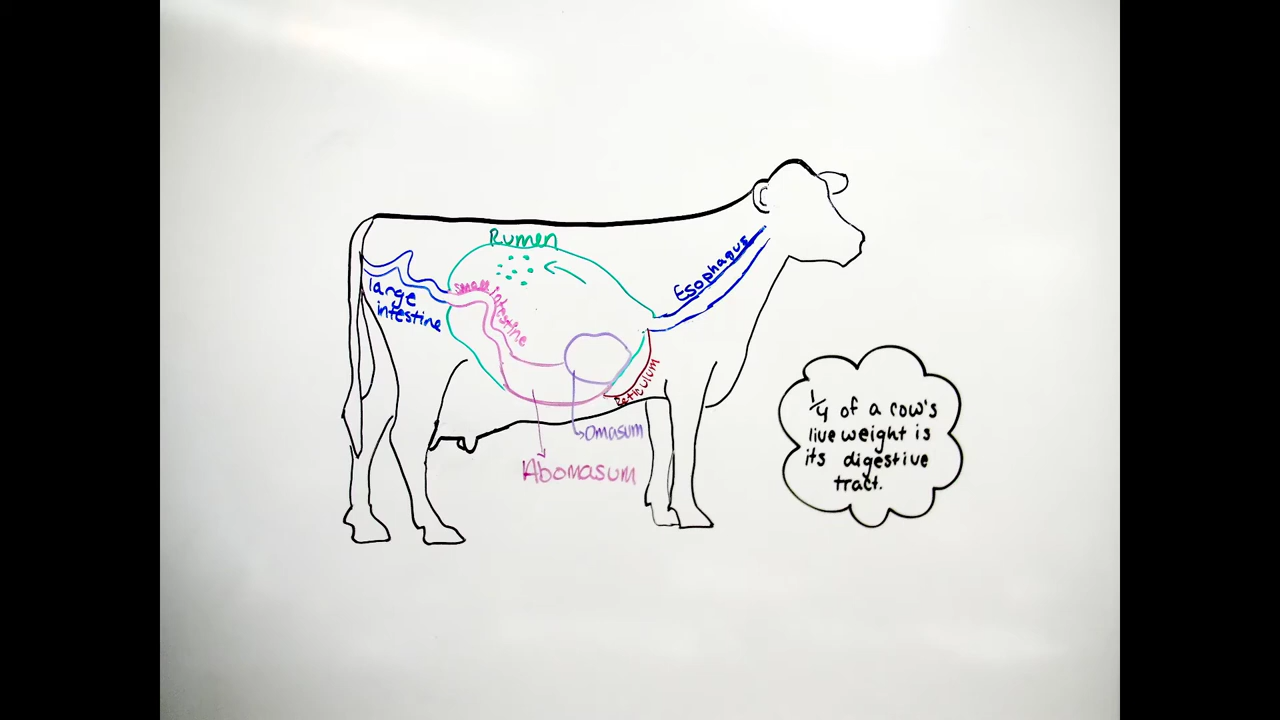 Rumen
Esophagus
small intestine
large
intestine
Reticulum
Omasum
Abomasum
1/4 of a cow's
live weight is
its digestive
tract.